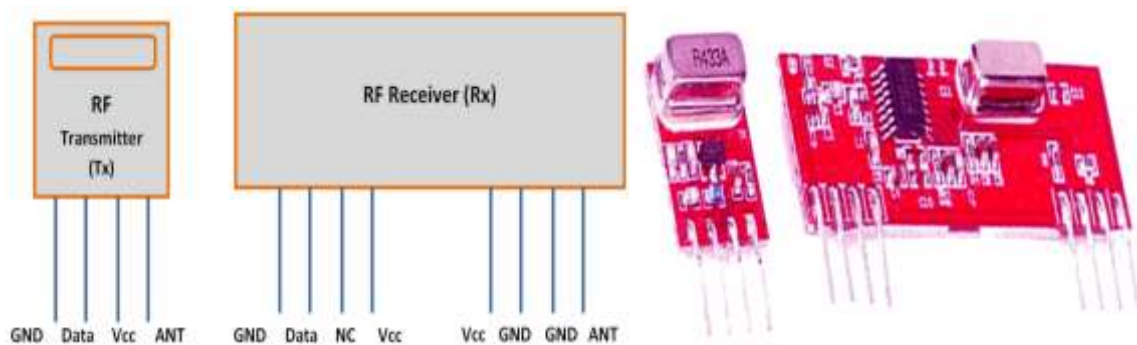 RF
Transmitter
(Tx)
GND Data Vcc ANT
RF Receiver (Rx)
GND Data NC Vcc Vcc GND GND ANT
R433A